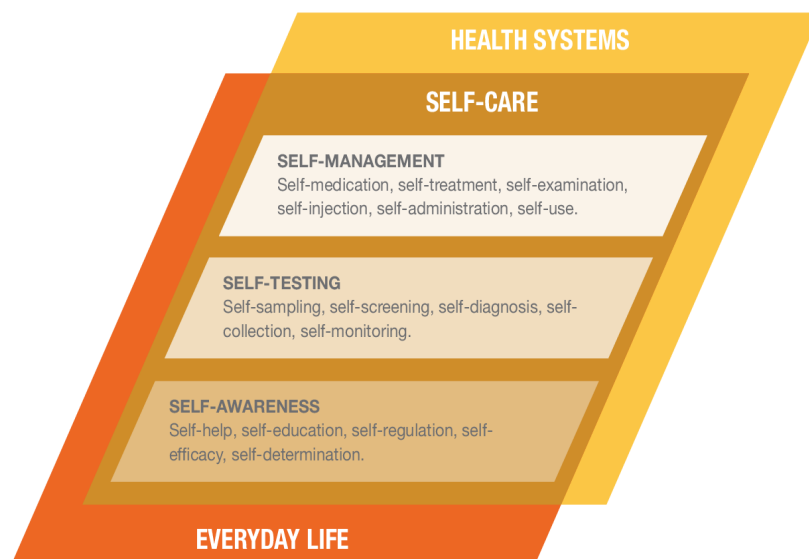 HEALTH SYSTEMS
SELF-CARE
SELF-MANAGEMENT
Self-medication, self-treatment, self-examination,
self-injection, self-administration, self-use.
SELF-TESTING
Self-sampling, self-screening, self-diagnosis, self-
collection, self-monitoring.
SELF-AWARENESS
Self-help, self-education, self-regulation, self-
efficacy, self-determination.
EVERYDAY LIFE